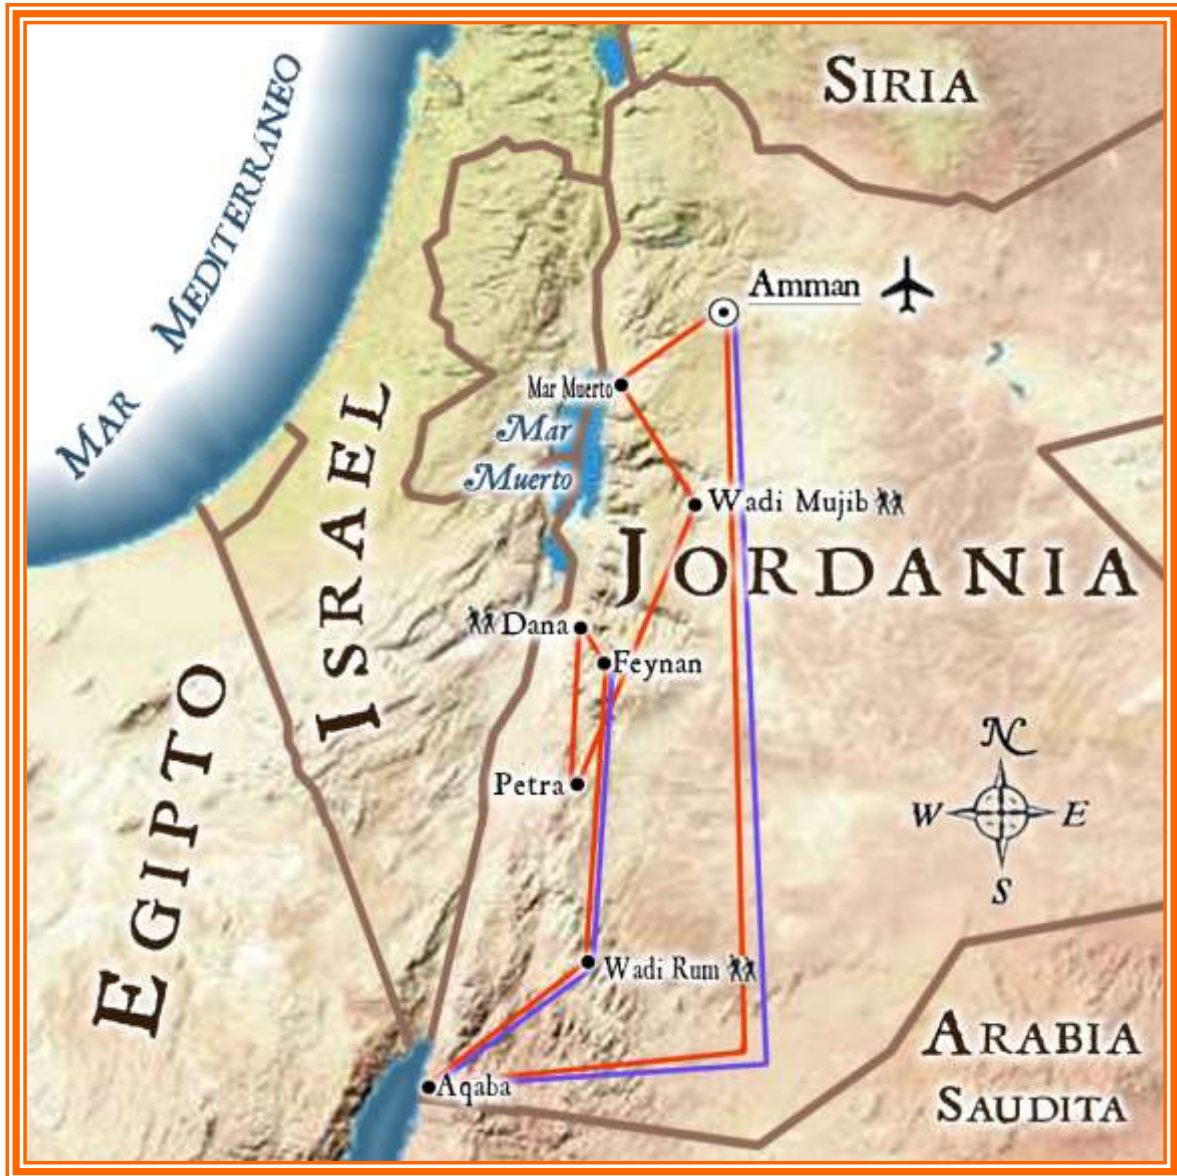 SIRIA
MAR MEDITERRÁNEO
Amman
Mar Muerto
Mar
Muerto
ISRAEL
Wadi Mujib
JORDANIA
Dana
Feynan
EGIPTO
Petra
N
W
E
S
Wadi Rum
ARABIA
SAUDITA
Aqaba